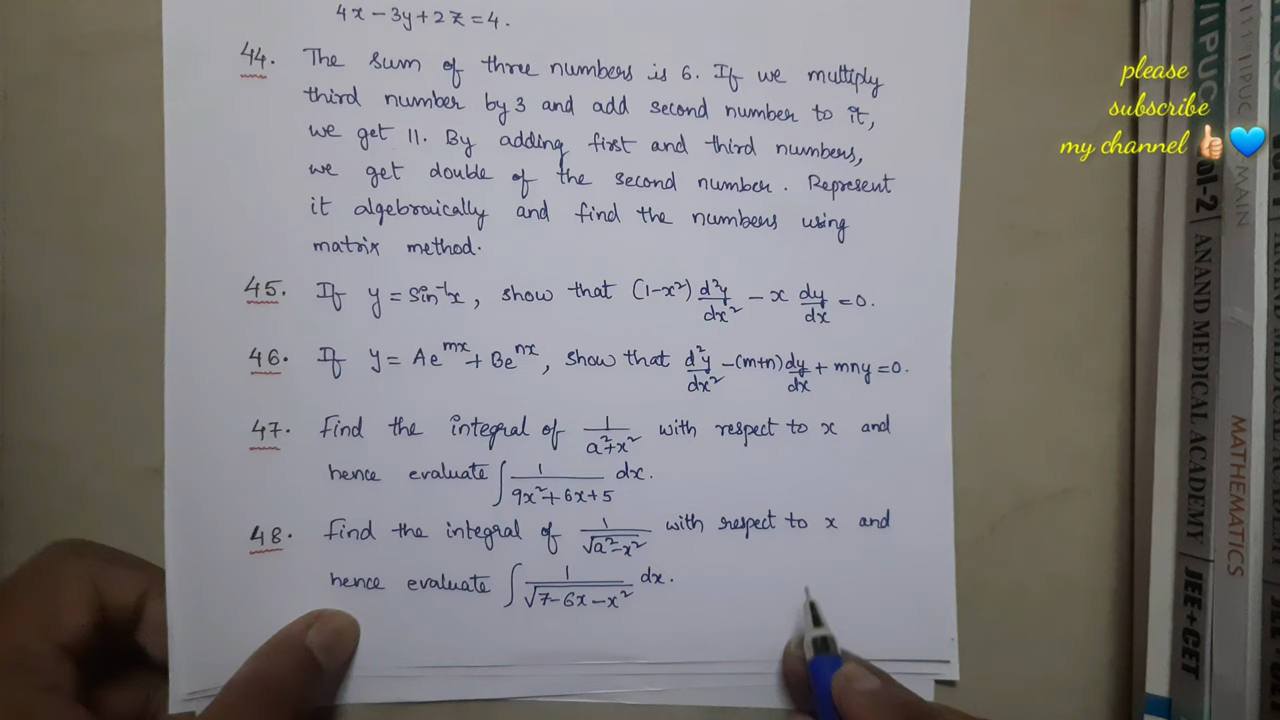 4x - 3y + 2z = 4.
44. The sum of three numbers is 6. If we multiply
third number by 3 and add second number to it,
we get 11. By adding first and third numbers,
we get double of the second number. Represent
it algebraically and find the numbers using
matrix method.
45. If y = Sin⁻¹x, show that (1-x²) d²y/dx² - x dy/dx = 0.
46. If y = Ae^mx + Be^nx, show that d²y/dx² - (m+n) dy/dx + mny = 0.
47. Find the integral of 1/(a²+x²) with respect to x and
hence evaluate ∫ 1/(9x²+6x+5) dx.
48. Find the integral of 1/√(a²-x²) with respect to x and
hence evaluate ∫ 1/√(7-6x-x²) dx.
please
subscribe
my channel 👍🏻💙
ANAND MEDICAL ACADEMY
JEE+CET
MAIN
MATHEMATICS